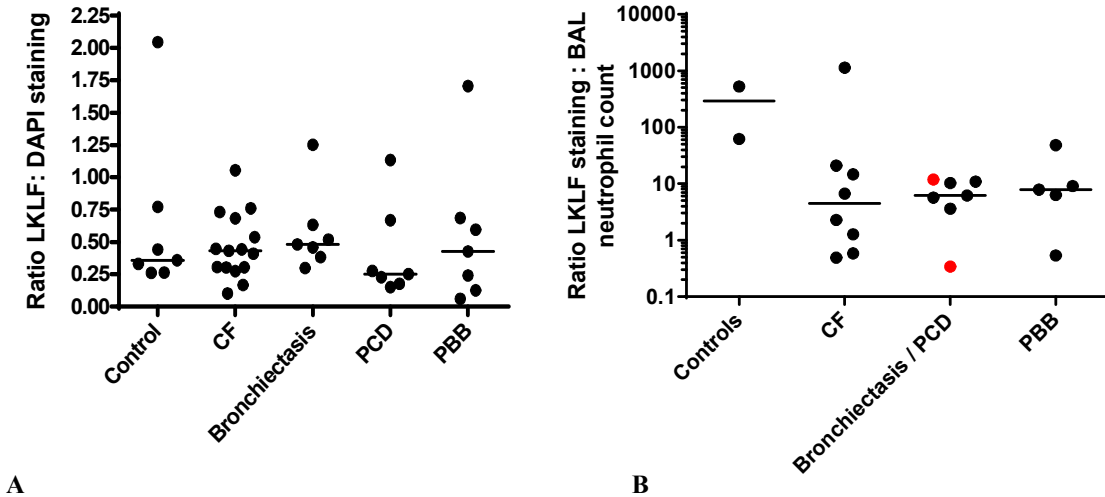 Ratio LKLF: DAPI staining
2.25
2.00
1.75
1.50
1.25
1.00
0.75
0.50
0.25
0.00
Control
CF
Bronchiectasis
PCD
PBB
A
Ratio LKLF staining : BAL
neutrophil count
10000
1000
100
10
1
0.1
Controls
CF
Bronchiectasis / PCD
PBB
B